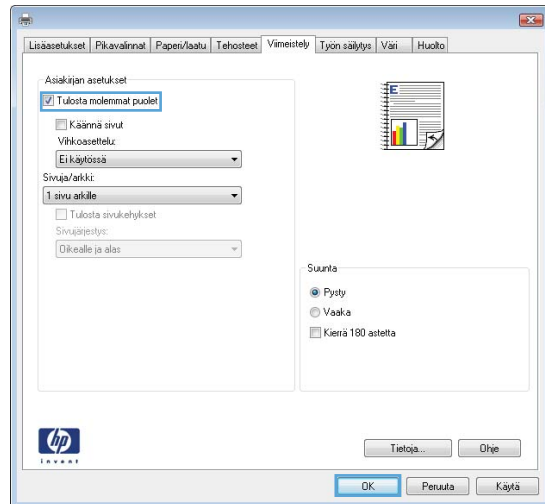 Lisäasetukset Pikavalinnat Paperi/laatu Tehosteet Viimeistely Työn säilytys Väri Huolto
Asiakirjan asetukset
Tulosta molemmat puolet
Käännä sivut
Vihkoasettelu:
Ei käytössä
Sivuja/arkki:
1 sivu arkille
Tulosta sivukehykset
Sivujärjestys:
Oikealle ja alas
E
Suunta
Pysty
Vaaka
Kierrä 180 astetta
hp
invent
Tietoja... Ohje
OK Peruuta Käytä